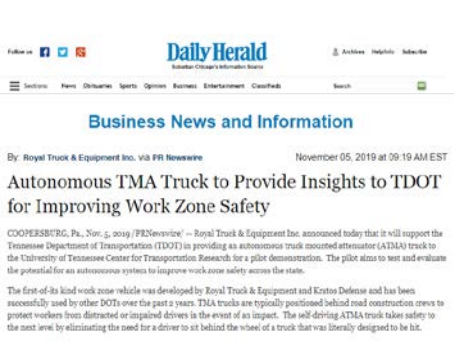 Follow us
Daily Herald
Suburban Chicago's Information Source
Archives HelpInfo Subscribe
Sections News Obituaries Sports Opinion Business Entertainment Classifieds Search
Business News and Information
By Royal Truck & Equipment Inc. via PR Newswire November 05, 2019 at 09:19 AM EST
Autonomous TMA Truck to Provide Insights to TDOT
for Improving Work Zone Safety
COOPERSBURG, Pa., Nov. 5, 2019 /PRNewswire/ -- Royal Truck & Equipment Inc. announced today that it will support the
Tennessee Department of Transportation (TDOT) in providing an autonomous truck mounted attenuator (ATMA) truck to
the University of Tennessee Center for Transportation Research for a pilot demonstration. The pilot aims to test and evaluate
the potential for an autonomous system to improve work zone safety across the state.
The first-of-its kind work zone vehicle was developed by Royal Truck & Equipment and Kratos Defense and has been
successfully used by other DOTs over the past 2 years. TMA trucks are typically positioned behind road construction crews to
protect workers from distracted or impaired drivers in the event of an impact. The self-driving ATMA truck takes safety to
the next level by eliminating the need for a driver to sit behind the wheel of a truck that was literally designed to be hit.